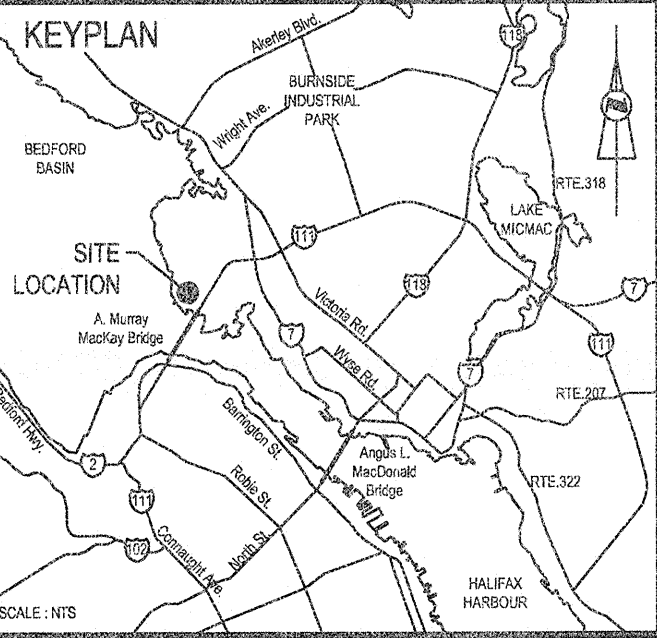 KEYPLAN
Akerley Blvd.
118
BURNSIDE
INDUSTRIAL
PARK
Wright Ave.
BEDFORD
BASIN
RTE.318
LAKE
MICMAC
111
SITE
LOCATION
118
7
A. Murray
MacKay Bridge
Victoria Rd.
7
111
Wyse Rd.
7
RTE.207
Bedford Hwy.
Barrington St.
Angus L.
MacDonald
Bridge
2
Robie St.
RTE.322
111
102
Connaught Ave.
North St.
HALIFAX
HARBOUR
SCALE : NTS